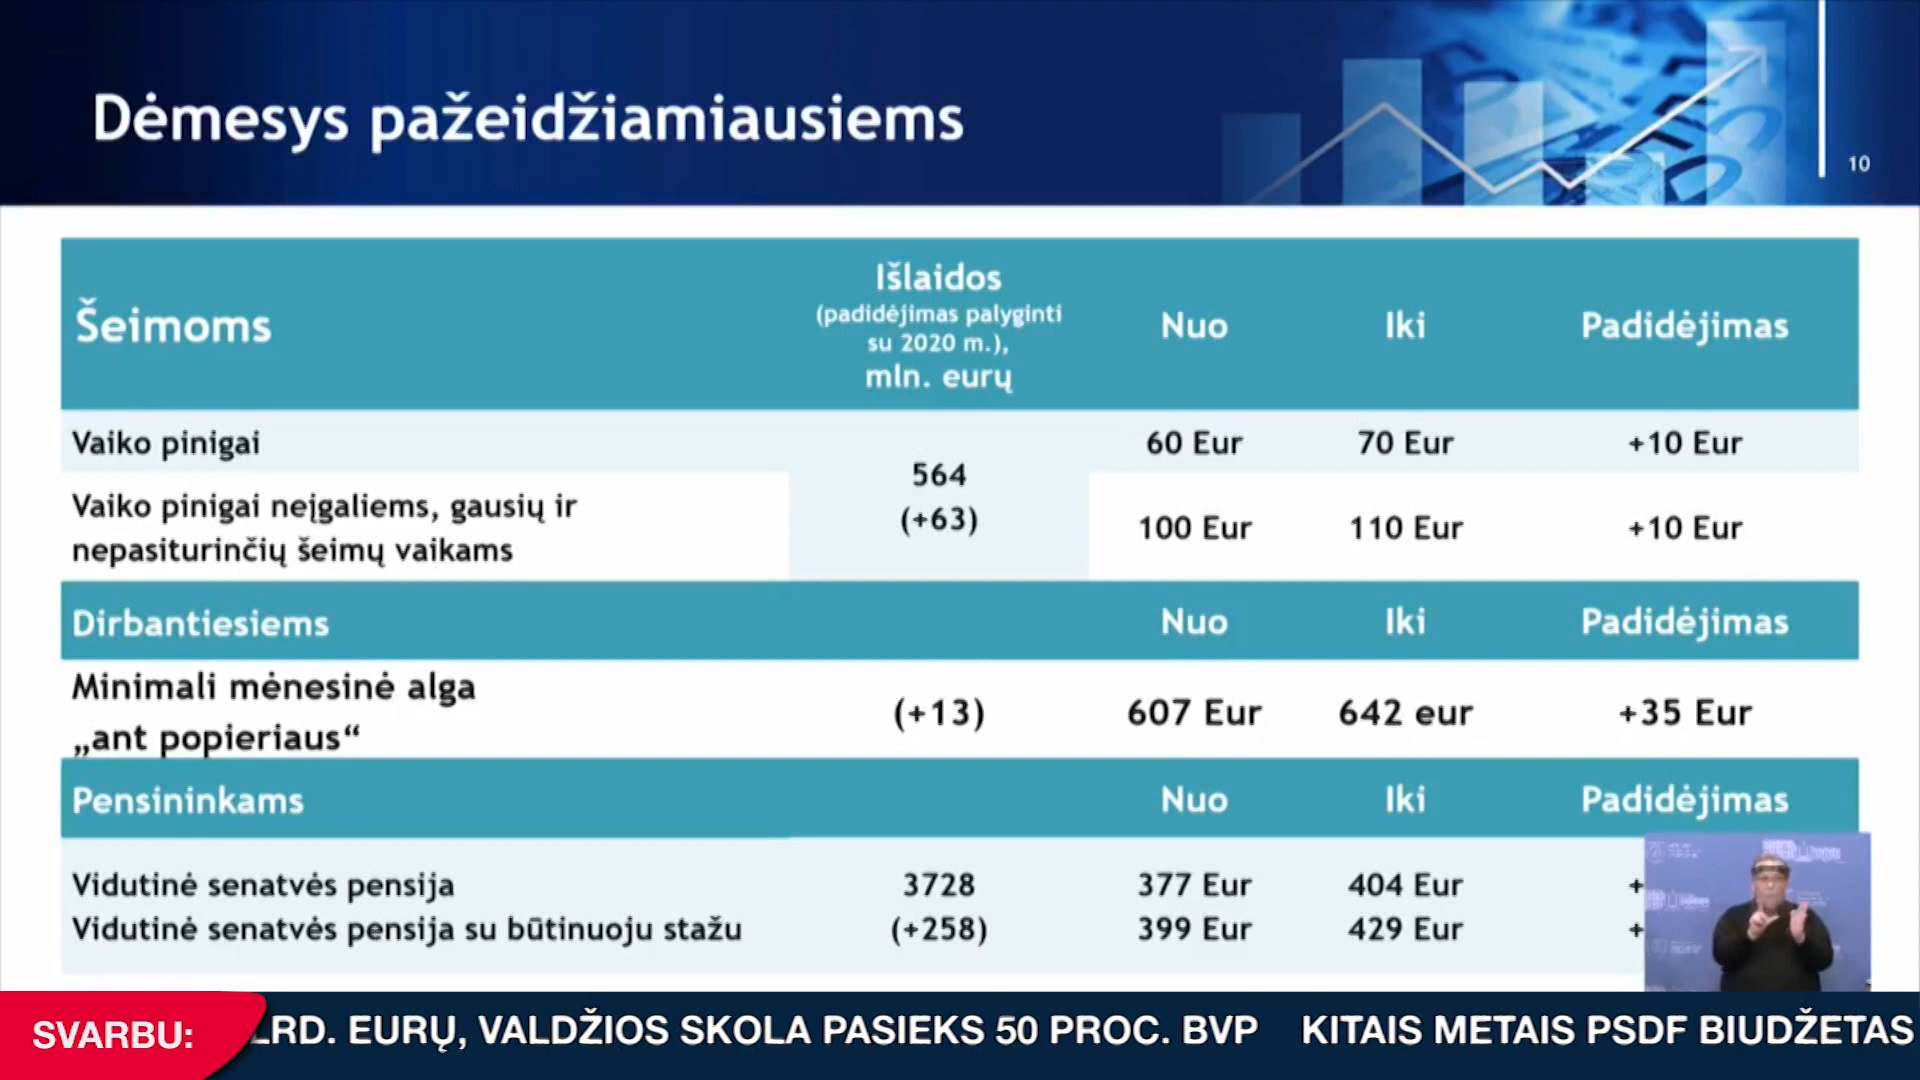 Dėmesys pažeidžiamiausiems
10
Šeimoms
Išlaidos
(padidėjimas palyginti
su 2020 m.),
mln. eurų
Nuo
Iki
Padidėjimas
Vaiko pinigai
564
(+63)
60 Eur
70 Eur
+10 Eur
Vaiko pinigai neįgaliems, gausių ir
nepasiturinčių šeimų vaikams
100 Eur
110 Eur
+10 Eur
Dirbantiesiems
Nuo
Iki
Padidėjimas
Minimali mėnesinė alga
„ant popieriaus“
(+13)
607 Eur
642 eur
+35 Eur
Pensininkams
Nuo
Iki
Padidėjimas
Vidutinė senatvės pensija
3728
377 Eur
404 Eur
+
Vidutinė senatvės pensija su būtinuoju stažu
(+258)
399 Eur
429 Eur
+
SVARBU:
LRD. EURŲ, VALDŽIOS SKOLA PASIEKS 50 PROC. BVP KITAIS METAIS PSDF BIUDŽETAS